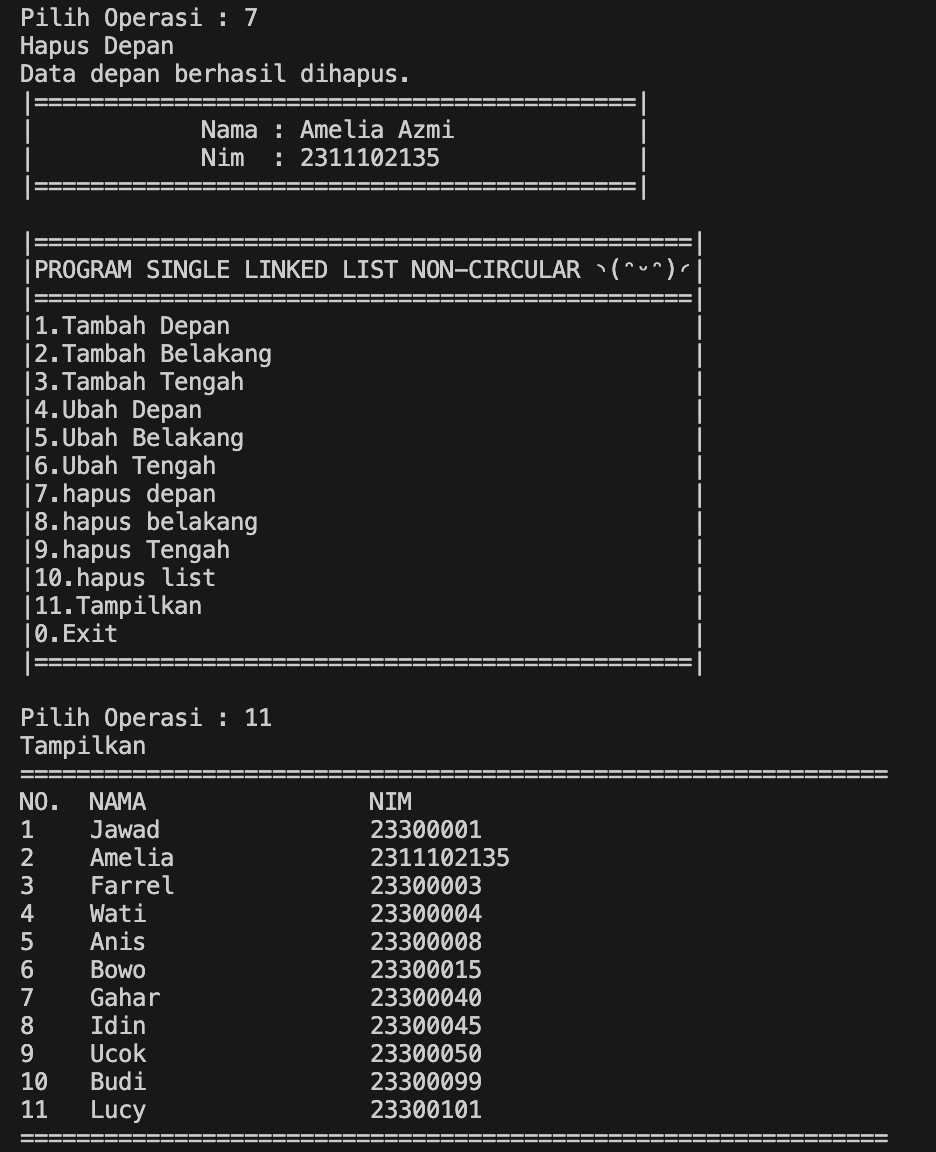 Pilih Operasi : 7
Hapus Depan
Data depan berhasil dihapus.
|===========================================|
|            Nama : Amelia Azmi             |
|            Nim  : 2311102135              |
|===========================================|
|===============================================|
|PROGRAM SINGLE LINKED LIST NON-CIRCULAR ◝(ᵔᵕᵔ)◜|
|===============================================|
|1.Tambah Depan                                 |
|2.Tambah Belakang                              |
|3.Tambah Tengah                                |
|4.Ubah Depan                                   |
|5.Ubah Belakang                                |
|6.Ubah Tengah                                  |
|7.hapus depan                                  |
|8.hapus belakang                               |
|9.hapus Tengah                                 |
|10.hapus list                                  |
|11.Tampilkan                                   |
|0.Exit                                         |
|===============================================|
Pilih Operasi : 11
Tampilkan
==============================================================
NO.  NAMA                NIM
1    Jawad               23300001
2    Amelia              2311102135
3    Farrel              23300003
4    Wati                23300004
5    Anis                23300008
6    Bowo                23300015
7    Gahar               23300040
8    Idin                23300045
9    Ucok                23300050
10   Budi                23300099
11   Lucy                23300101
==============================================================